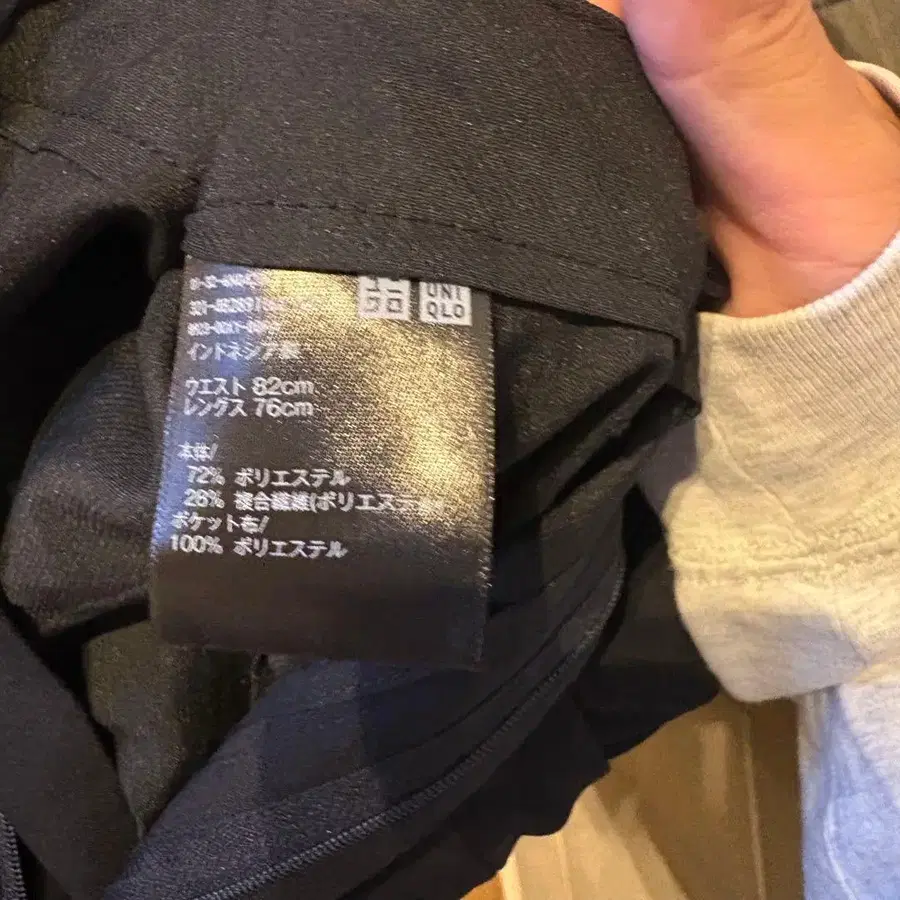 UNI
QLO
インドネシア製
ウエスト 82cm
レングス 76cm
本体/
72% ポリエステル
28% 複合繊維(ポリエステル)
ポケット布/
100% ポリエステル